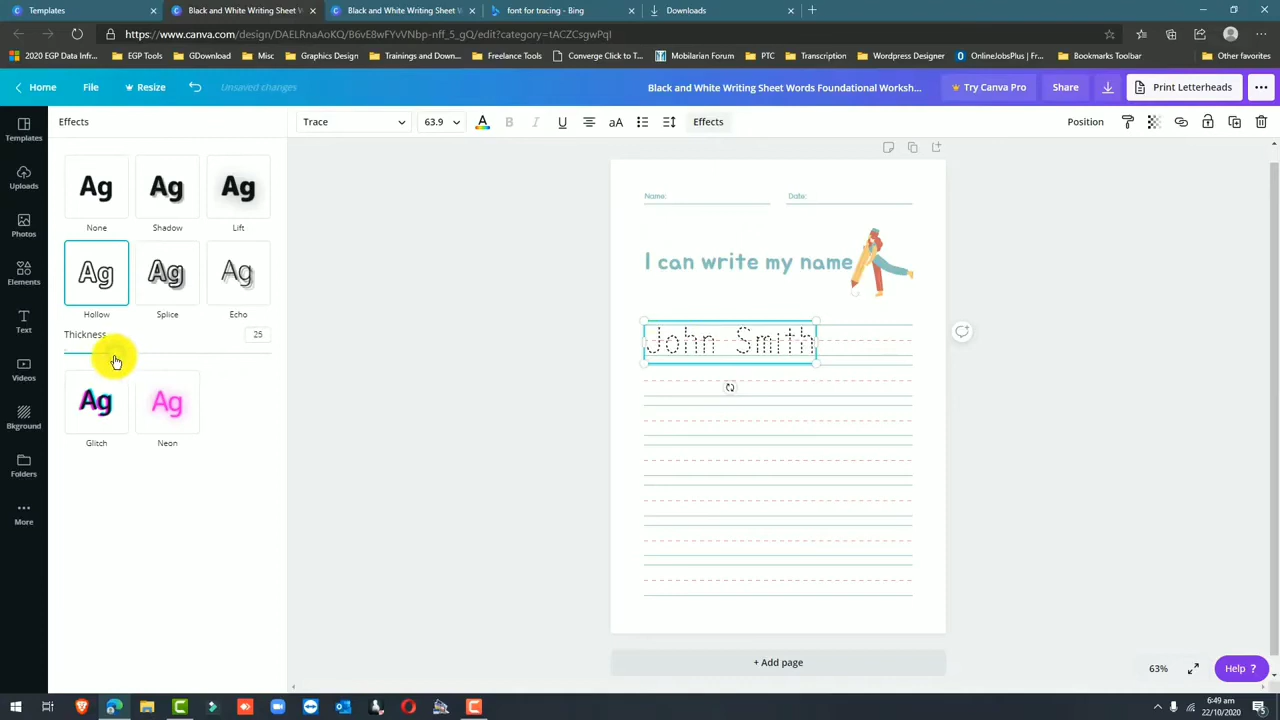 Templates
Black and White Writing Sheet W
Black and White Writing Sheet W
font for tracing - Bing
Downloads
https://www.canva.com/design/DAELRnaAoKQ/B6vE8wFYvVNbp-nff_5_gQ/edit?category=tACZCsgwPqI
2020 EGP Data Imports
EGP Tools
GDownload
Misc
Graphics Design
Trainings and Down...
Freelance Tools
Converge Click to T...
Mobilarian Forum
PTC
Transcription
Wordpress Designer
OnlineJobsPlus | Fr...
Bookmarks Toolbar
Other favorites
Home
File
Resize
Unsaved changes
Black and White Writing Sheet Words Foundational Worksh...
Try Canva Pro
Share
Print Letterheads
Templates
Uploads
Photos
Elements
Text
Videos
Bkground
Folders
More
Effects
Ag
None
Ag
Shadow
Ag
Lift
Ag
Hollow
Ag
Splice
Ag
Echo
Thickness
25
Ag
Glitch
Ag
Neon
Trace
63.9
A
B
I
U
aA
Effects
Position
Name:
Date:
I can write my name
John Smith
+ Add page
63%
Help ?
6:49 am
22/10/2020